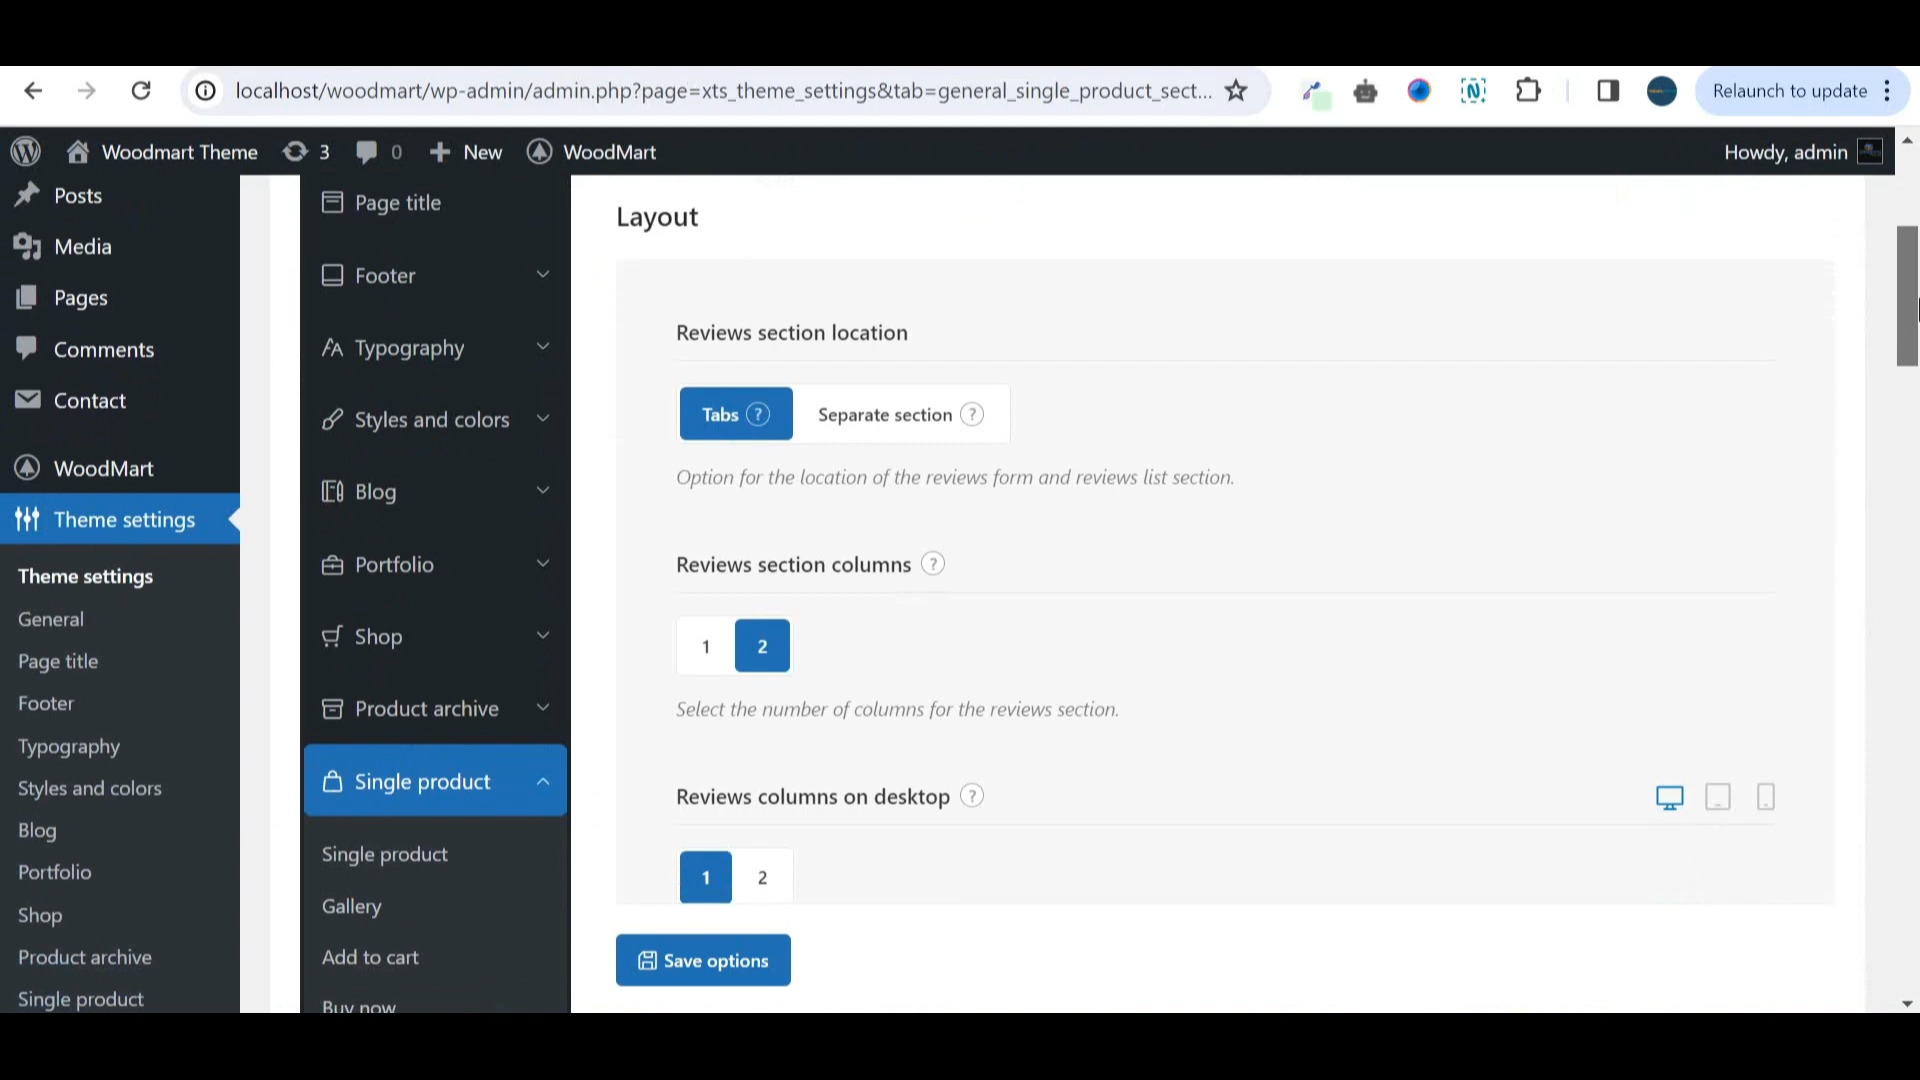 localhost/woodmart/wp-admin/admin.php?page=xts_theme_settings&tab=general_single_product_sect...
Relaunch to update
Woodmart Theme
3
0
New
WoodMart
Howdy, admin
Posts
Media
Pages
Comments
Contact
WoodMart
Theme settings
Theme settings
General
Page title
Footer
Typography
Styles and colors
Blog
Portfolio
Shop
Product archive
Single product
Page title
Footer
Typography
Styles and colors
Blog
Portfolio
Shop
Product archive
Single product
Single product
Gallery
Add to cart
Buy now
Layout
Reviews section location
Tabs ?
Separate section ?
Option for the location of the reviews form and reviews list section.
Reviews section columns ?
1 2
Select the number of columns for the reviews section.
Reviews columns on desktop ?
1 2
Save options